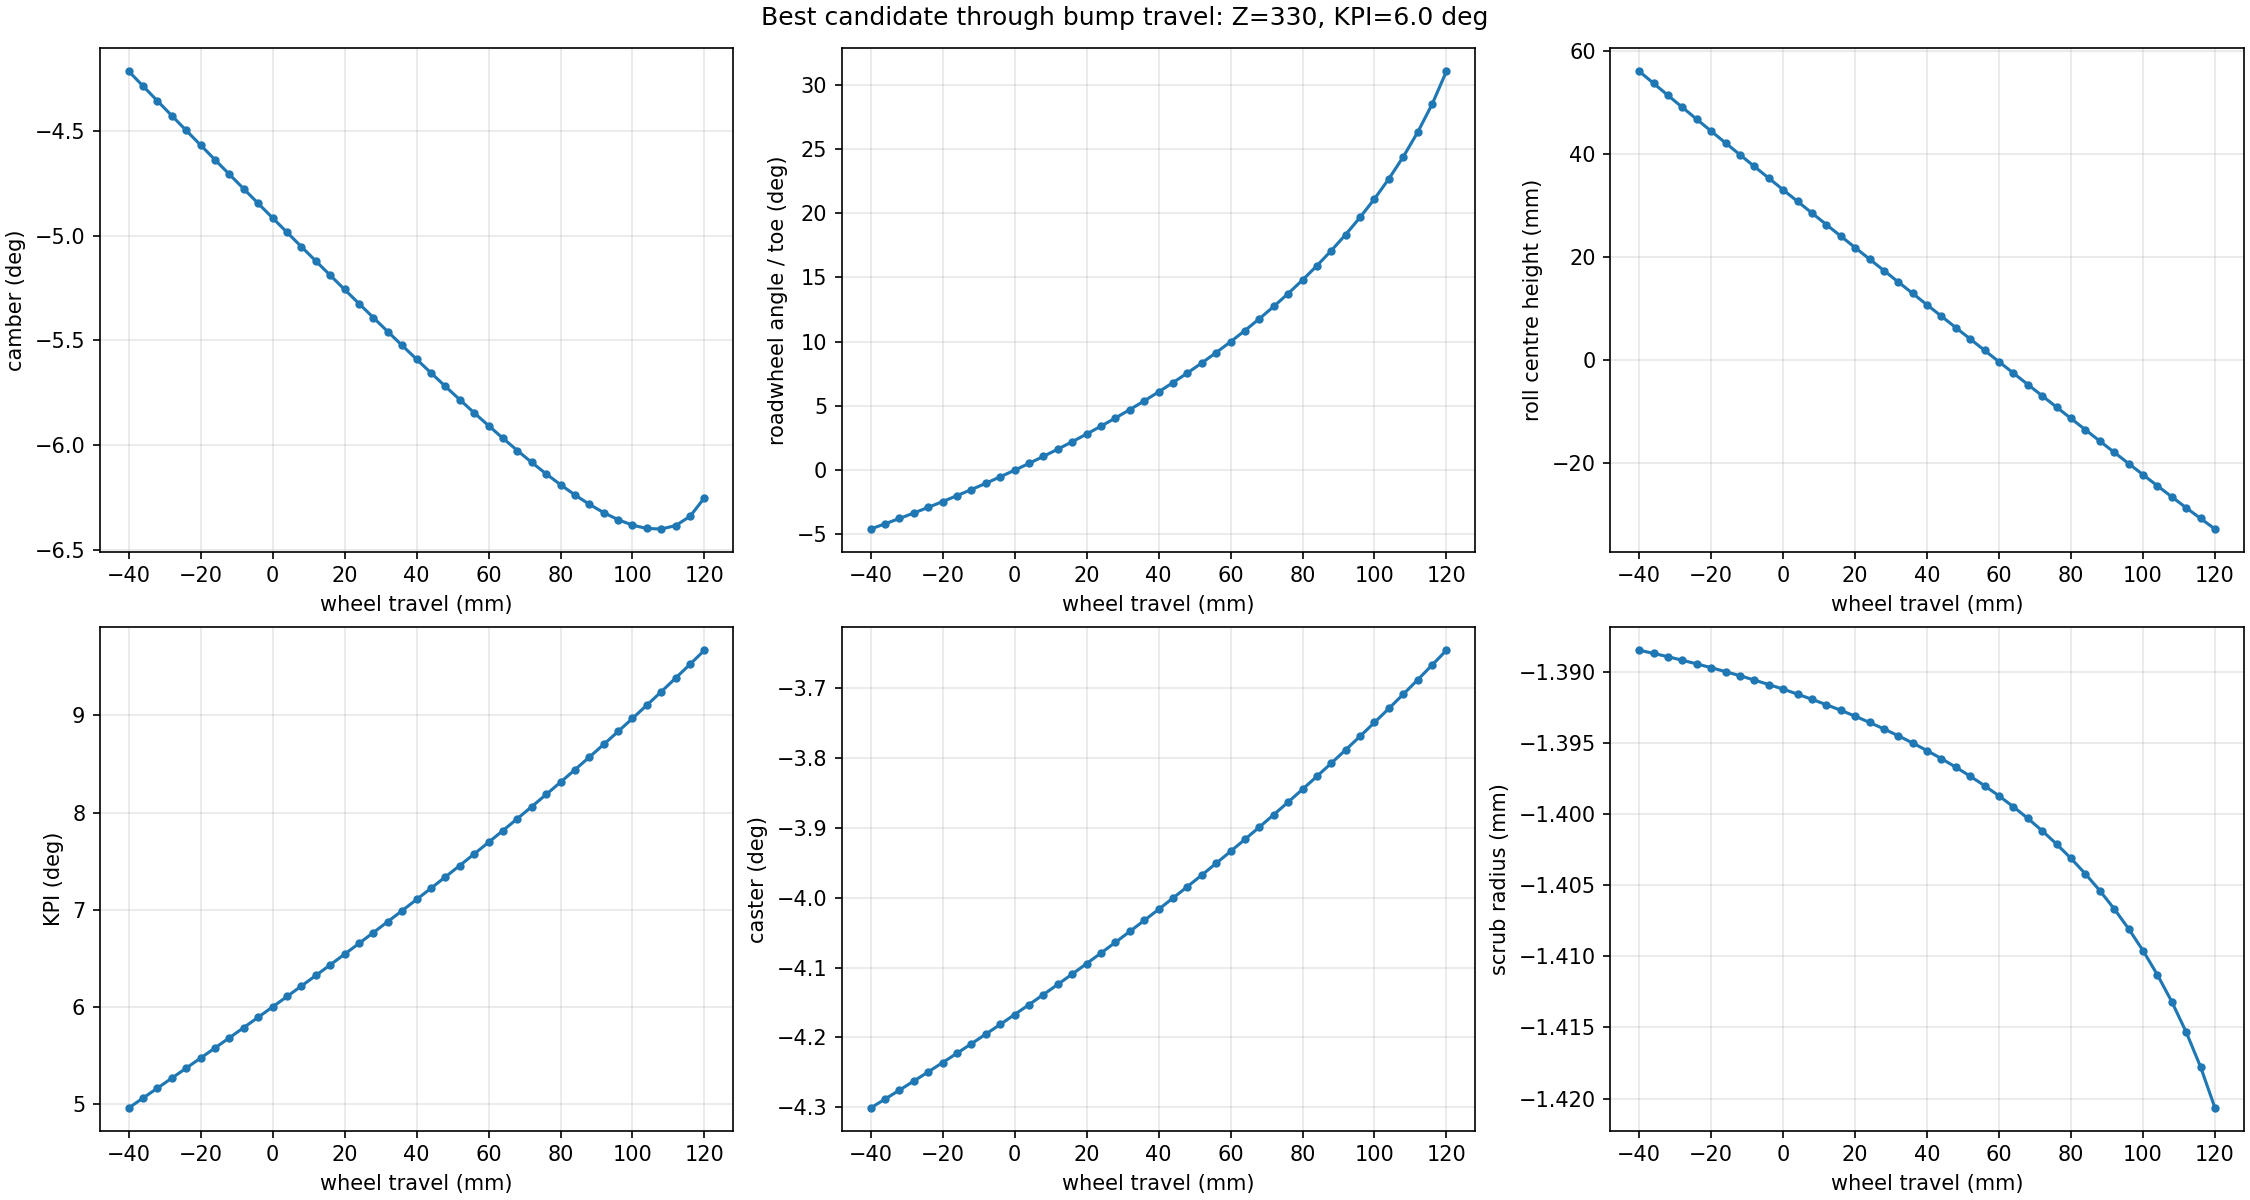 Best candidate through bump travel: Z=330, KPI=6.0 deg
camber (deg)
−4.5
−5.0
−5.5
−6.0
−6.5
−40 −20 0 20 40 60 80 100 120
wheel travel (mm)
roadwheel angle / toe (deg)
30
25
20
15
10
5
0
−5
−40 −20 0 20 40 60 80 100 120
wheel travel (mm)
roll centre height (mm)
60
40
20
0
−20
−40 −20 0 20 40 60 80 100 120
wheel travel (mm)
KPI (deg)
9
8
7
6
5
−40 −20 0 20 40 60 80 100 120
wheel travel (mm)
caster (deg)
−3.7
−3.8
−3.9
−4.0
−4.1
−4.2
−4.3
−40 −20 0 20 40 60 80 100 120
wheel travel (mm)
scrub radius (mm)
−1.390
−1.395
−1.400
−1.405
−1.410
−1.415
−1.420
−40 −20 0 20 40 60 80 100 120
wheel travel (mm)